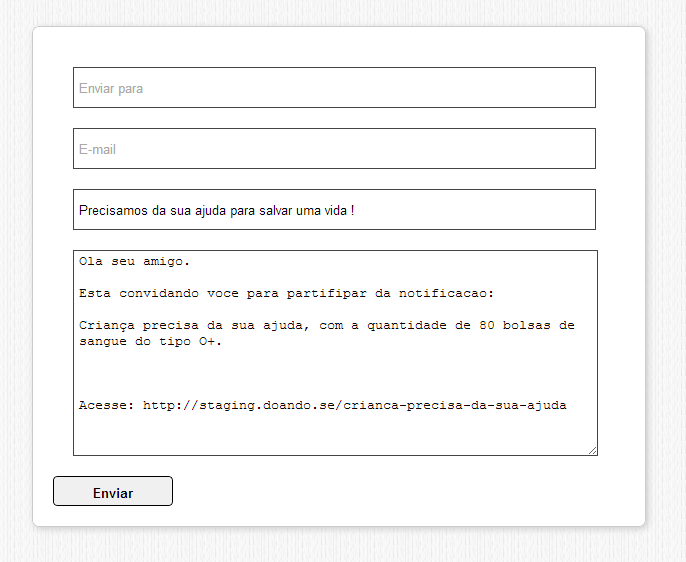 Enviar para
E-mail
Precisamos da sua ajuda para salvar uma vida !
Ola seu amigo.
Esta convidando voce para partifipar da notificacao:
Criança precisa da sua ajuda, com a quantidade de 80 bolsas de
sangue do tipo O+.
Acesse: http://staging.doando.se/crianca-precisa-da-sua-ajuda
Enviar